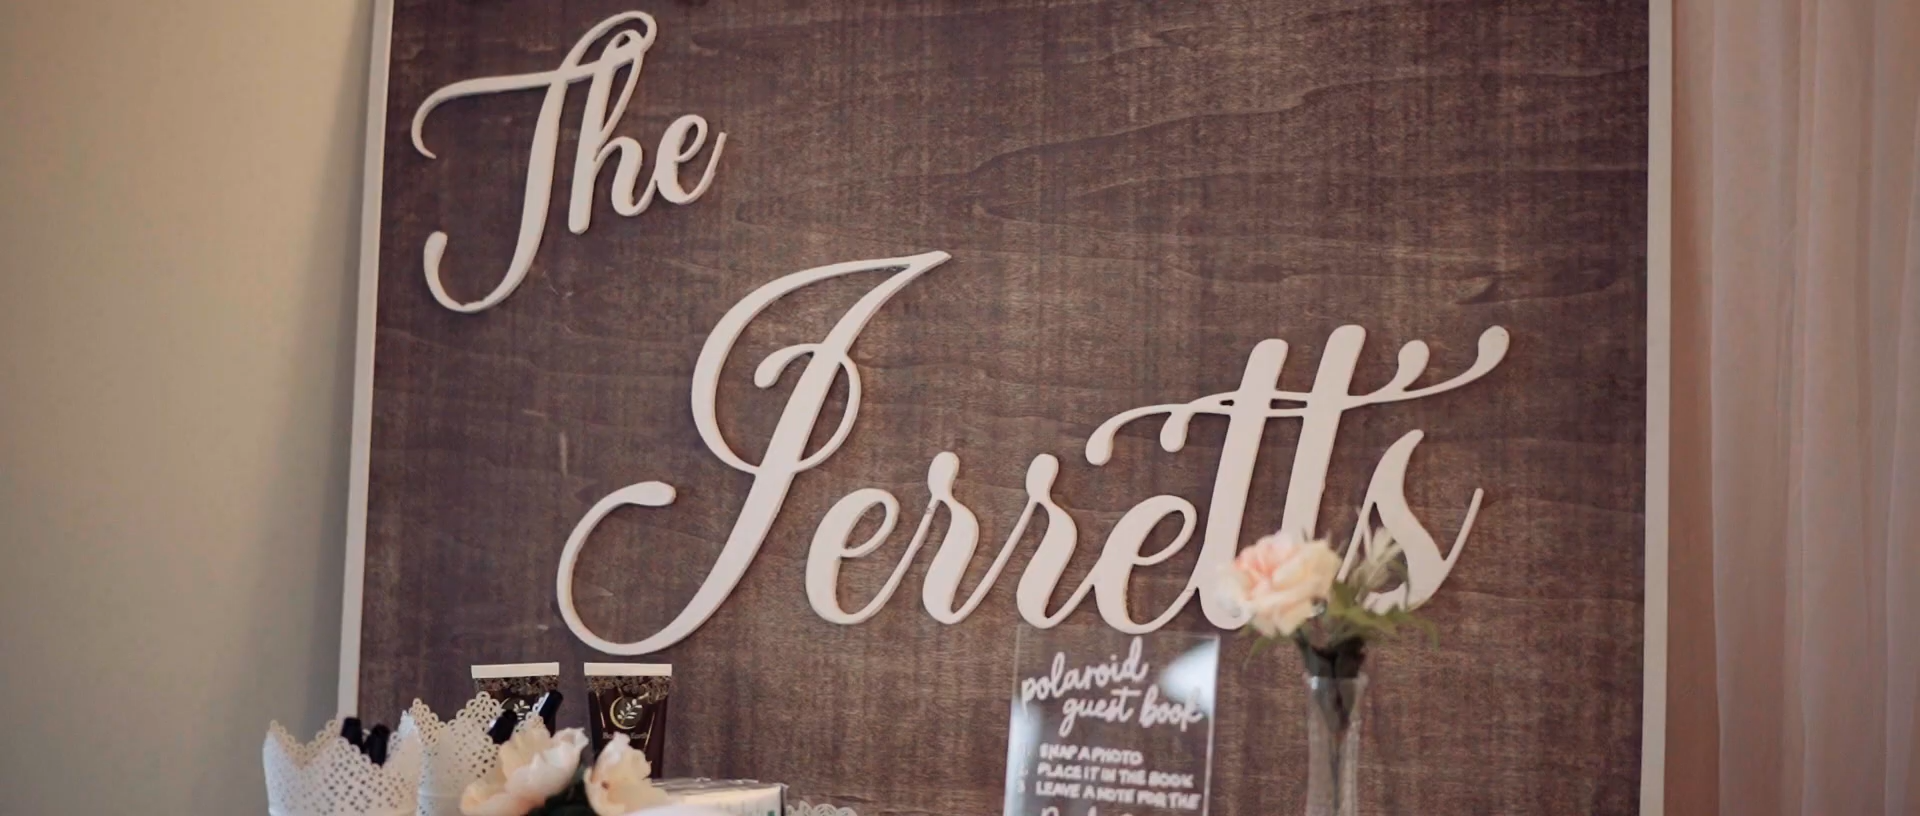 The
Jerretts
polaroid
guest book
SNAP A PHOTO
PLACE IT IN THE BOOK
LEAVE A NOTE FOR THE